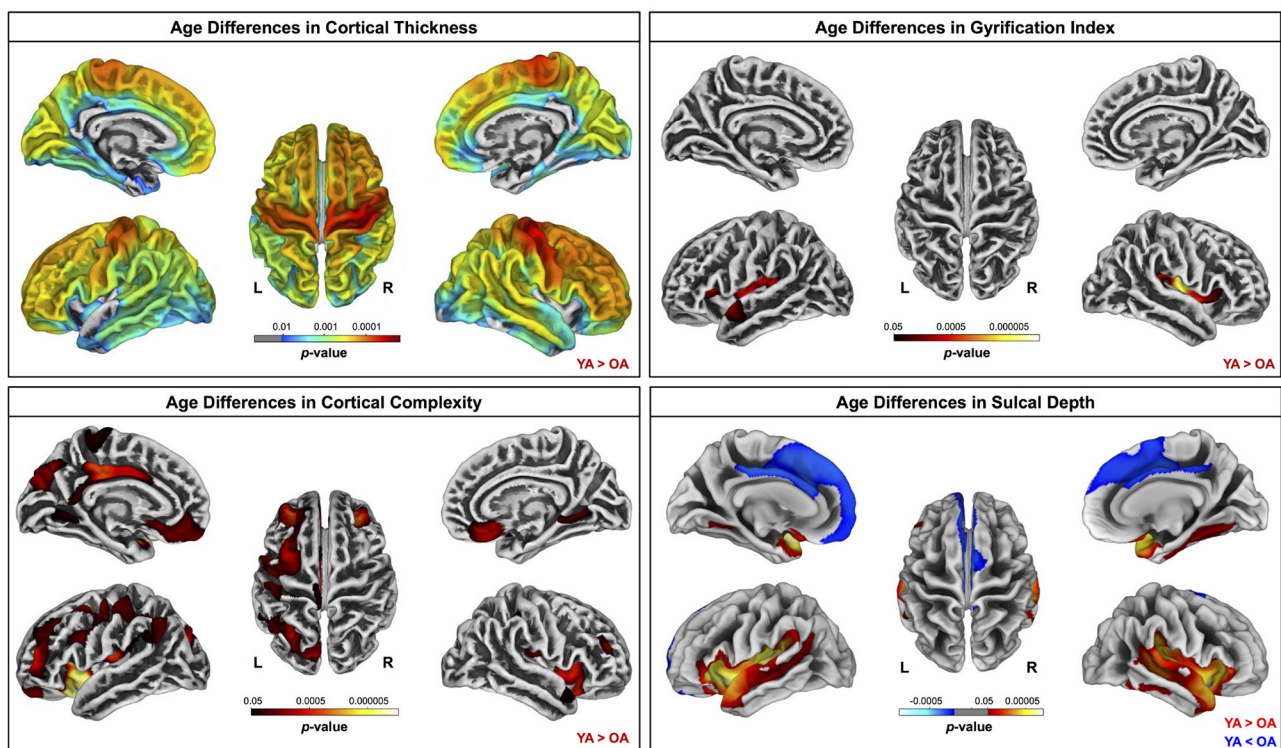 Age Differences in Cortical Thickness
L R
0.01 0.001 0.0001
p-value
YA > OA
Age Differences in Gyrification Index
L R
0.05 0.0005 0.000005
p-value
YA > OA
Age Differences in Cortical Complexity
L R
0.05 0.0005 0.000005
p-value
YA > OA
Age Differences in Sulcal Depth
L R
-0.00005 0.05 0.00005
p-value
YA > OA
YA < OA